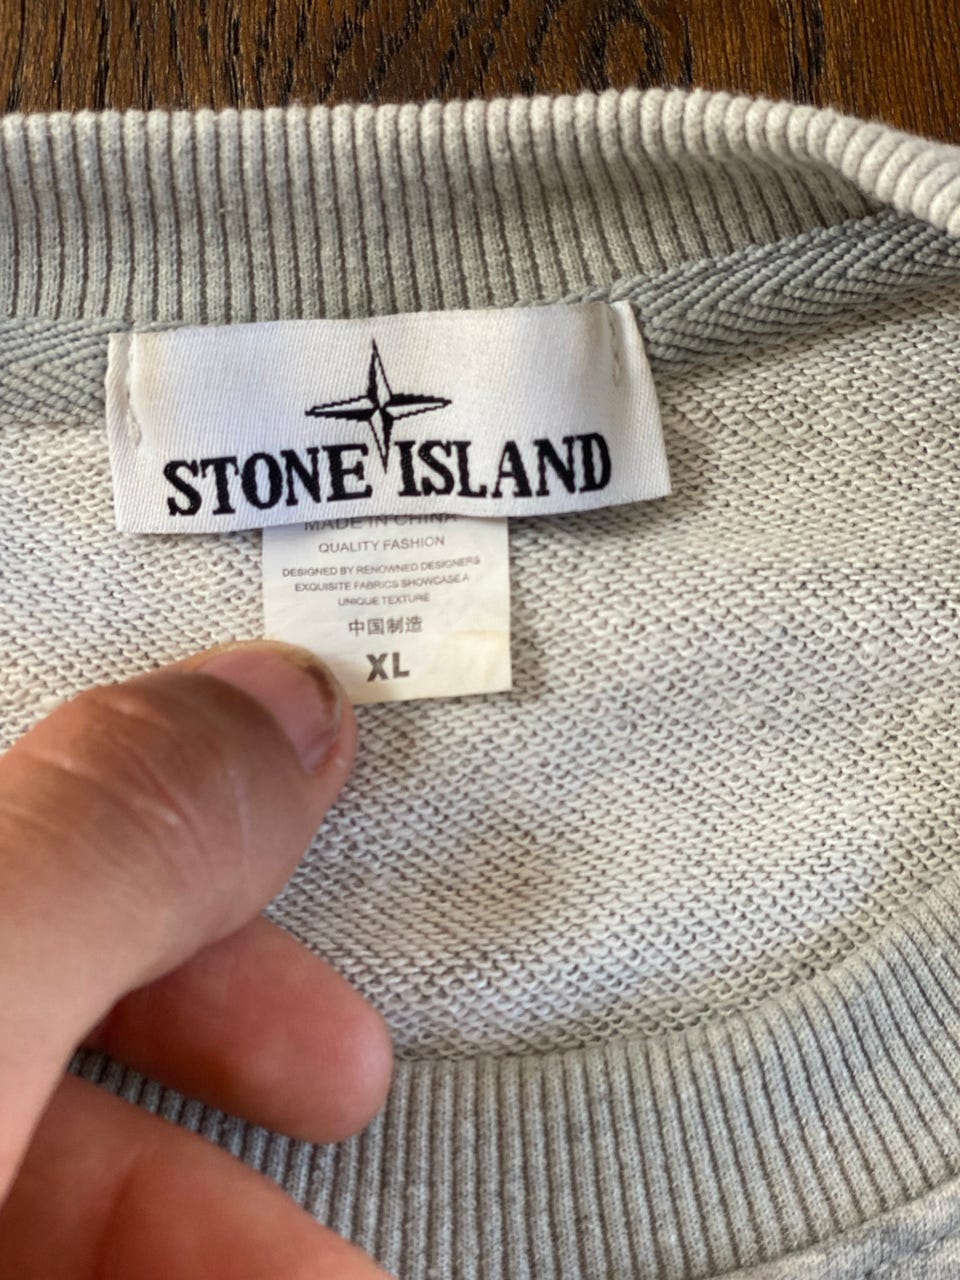 STONE ISLAND
MADE IN CHINA
QUALITY FASHION
DESIGNED BY RENOWNED DESIGNERS
EXQUISITE FABRICS SHOWCASE A
UNIQUE TEXTURE
中国制造
XL